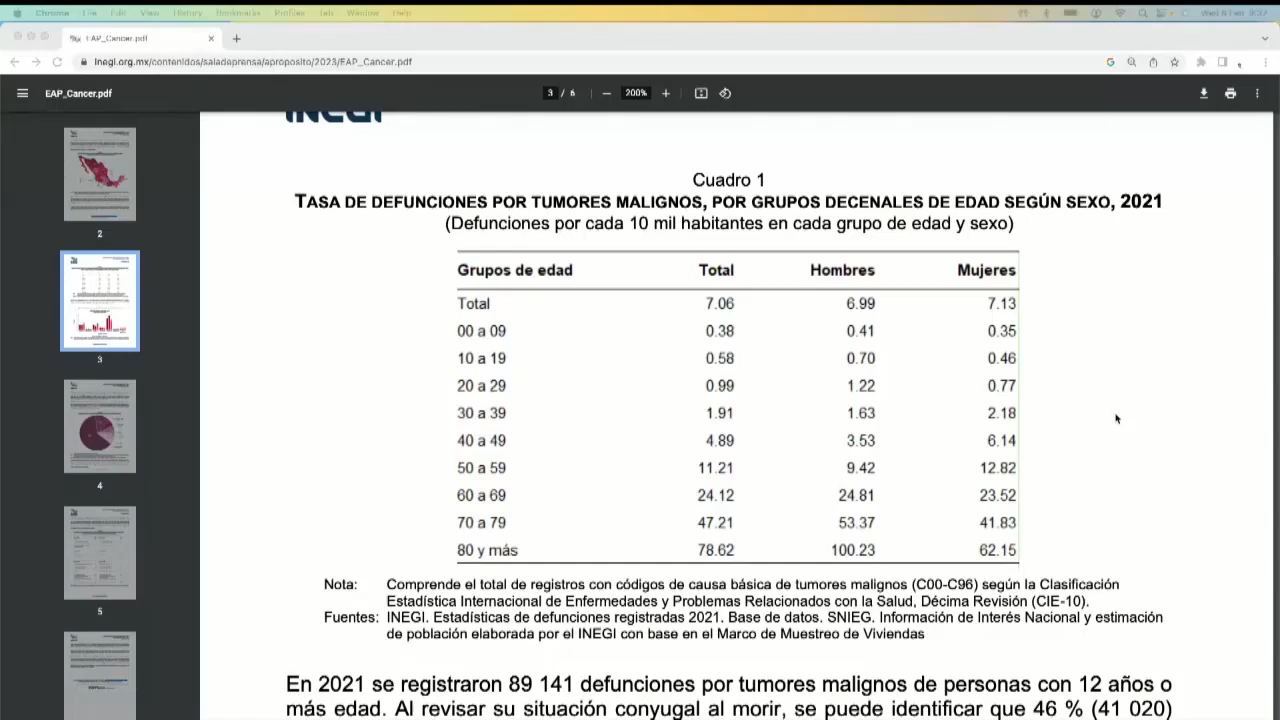 Chrome File Edit View History Bookmarks Profiles Tab Window Help
EAP_Cancer.pdf
inegi.org.mx/contenidos/saladeprensa/aproposito/2023/EAP_Cancer.pdf
EAP_Cancer.pdf
3 / 6
200%
2
3
4
5
INEGI
Cuadro 1
TASA DE DEFUNCIONES POR TUMORES MALIGNOS, POR GRUPOS DECENALES DE EDAD SEGÚN SEXO, 2021
(Defunciones por cada 10 mil habitantes en cada grupo de edad y sexo)
Grupos de edad Total Hombres Mujeres
Total 7.06 6.99 7.13
00 a 09 0.38 0.41 0.35
10 a 19 0.58 0.70 0.46
20 a 29 0.99 1.22 0.77
30 a 39 1.91 1.63 2.18
40 a 49 4.89 3.53 6.14
50 a 59 11.21 9.42 12.82
60 a 69 24.12 24.81 23.52
70 a 79 47.21 53.37 41.83
80 y más 78.62 100.23 62.15
Nota: Comprende el total de registros con códigos de causa básica de tumores malignos (C00-C96) según la Clasificación
Estadística Internacional de Enfermedades y Problemas Relacionados con la Salud, Décima Revisión (CIE-10).
Fuentes: INEGI. Estadísticas de defunciones registradas 2021. Base de datos. SNIEG. Información de Interés Nacional y estimación
de población elaborada por el INEGI con base en el Marco de Muestreo de Viviendas
En 2021 se registraron 89 141 defunciones por tumores malignos de personas con 12 años o
más edad. Al revisar su situación conyugal al morir, se puede identificar que 46 % (41 020)